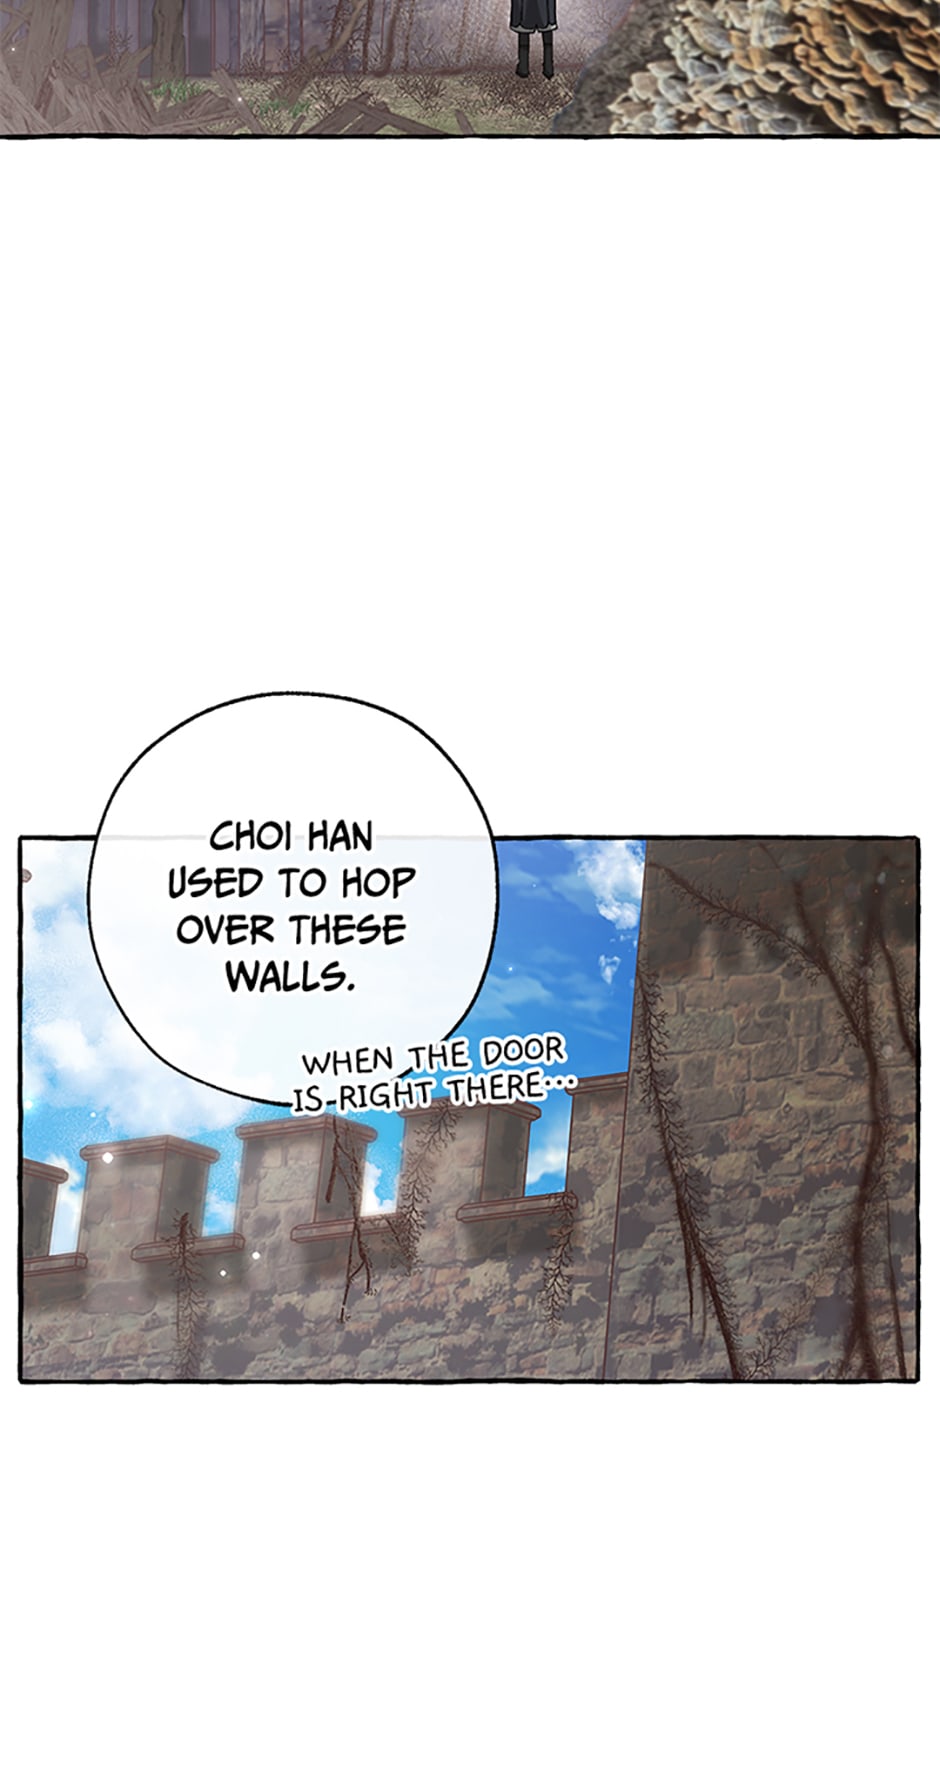 CHOI HAN
USED TO HOP
OVER THESE
WALLS.
WHEN THE DOOR
IS RIGHT THERE...